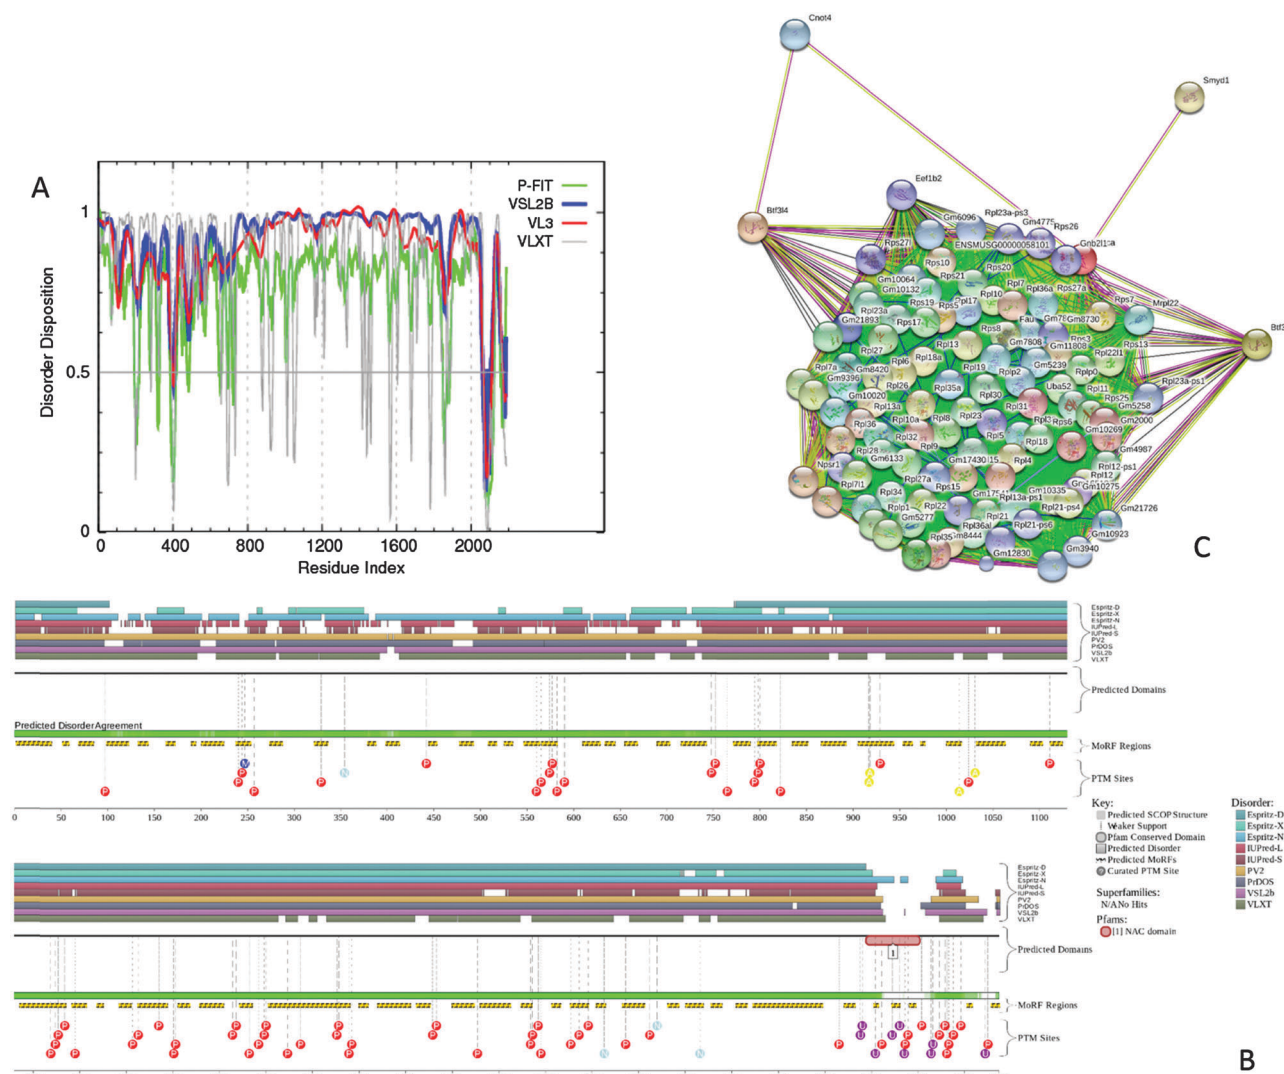 A
P-FIT
VSL2B
VL3
VLXT
1
0.5
0
Disorder Disposition
0 400 800 1200 1600 2000
Residue Index
Cnot4
Smyd1
Eef1b2
Btf3l4
Gm6096
Rpl23a-ps3
Gm4775
Rps26
Rps27l
ENSMUSG00000058101
Rps10
Rps20
Gm10064
Rps21
Rpl7
Gm10132
Rpl10
Rpl36a
Rps27a
Rps7
Mrpl22
Rps19
Rps5
Rpl17
Rpl23a
Gm21893
Rps17
Rps8
Fau
Gm8730
Rps3
Rps13
Btf3
Rpl27
Rpl13
Gm7808
Gm11808
Rpl22l1
Rpl7a
Rpl6
Rpl18a
Gm8420
Rpl19
Rplp2
Gm5239
Rplp0
Rpl23a-ps1
Gm9396
Rpl26
Rpl35a
Uba52
Rpl11
Gm10020
Rpl30
Rps25
Gm5258
Rpl13a
Rpl10a
Rpl8
Rpl23
Rpl31
Rps6
Gm2000
Rpl36
Rpl32
Rpl5
Gm10269
Rpl9
Rpl18
Gm4987
Rpl28
Npsr1
Gm6133
Gm17430
Rpl4
Rpl12-ps1
Rpl7l1
Rpl27a
Rps15
Rpl12
Gm10275
Rpl34
Gm10335
Rpl13a-ps1
Rplp1
Rpl22
Rpl21-ps4
Gm21726
Gm5277
Rpl21
Rpl36al
Rpl21-ps6
Rpl35
Gm8444
Gm10923
Gm12830
Gm3940
C
Espritz-D
Espritz-X
Espritz-N
IUPred-L
IUPred-S
PV2
PrDOS
VSL2b
VLXT
Predicted Domains
Predicted Disorder Agreement
MoRF Regions
PTM Sites
0 50 100 150 200 250 300 350 400 450 500 550 600 650 700 750 800 850 900 950 1000 1050 1100
Key:
Predicted SCOP Structure
Weaker Support
Pfam Conserved Domain
Predicted Disorder
Predicted MoRFs
Curated PTM Site
Superfamilies:
N/A No Hits
Pfams:
[1] NAC domain
Disorder:
Espritz-D
Espritz-X
Espritz-N
IUPred-L
IUPred-S
PV2
PrDOS
VSL2b
VLXT
Espritz-D
Espritz-X
Espritz-N
IUPred-L
IUPred-S
PV2
PrDOS
VSL2b
VLXT
1
Predicted Domains
MoRF Regions
PTM Sites
B